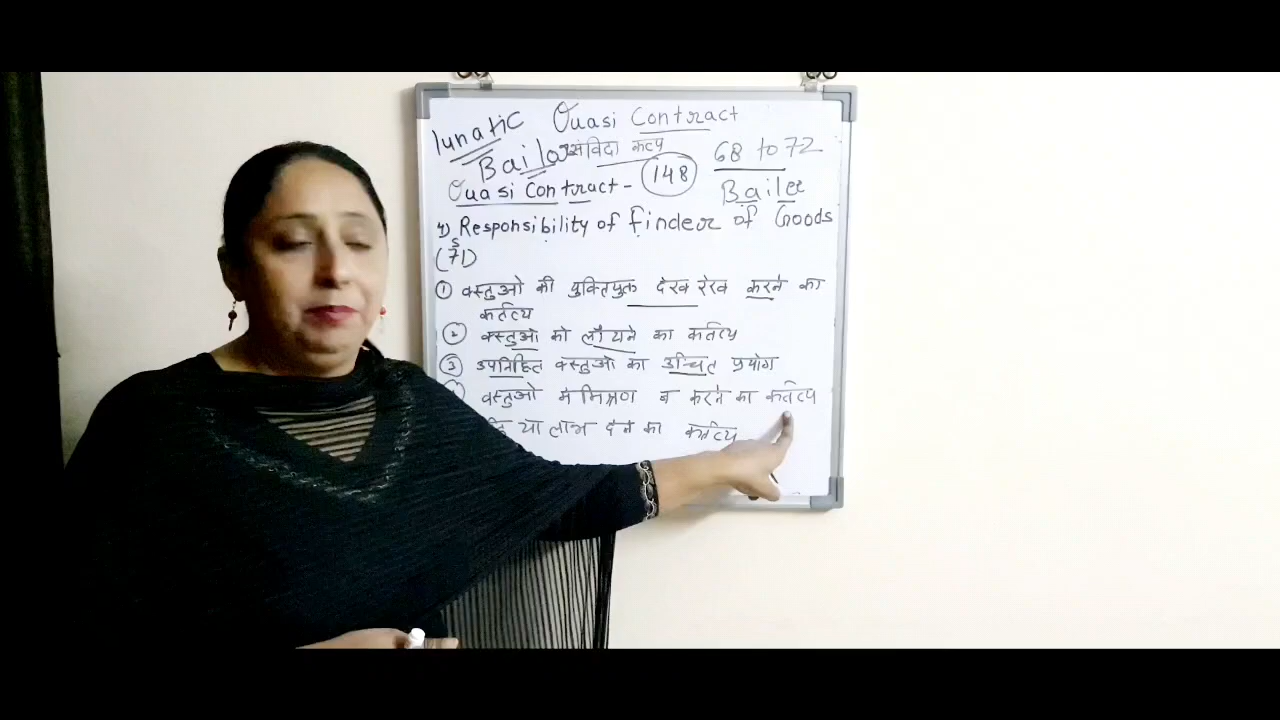 lunatic Quasi Contract
Bailor संविदा कल्प 68 to 72
Quasi Contract - 148 Bailee
4) Responsibility of finder of Goods
(S 71)
① वस्तुओ की युक्तियुक्त देख रेख करने का
कर्तव्य
② वस्तुओ को लौटाने का कर्तव्य
③ उपनिहित वस्तुओ का उचित प्रयोग
वस्तुओ मे मिश्रण न करने का कर्तव्य
या लाभ देने का कर्तव्य